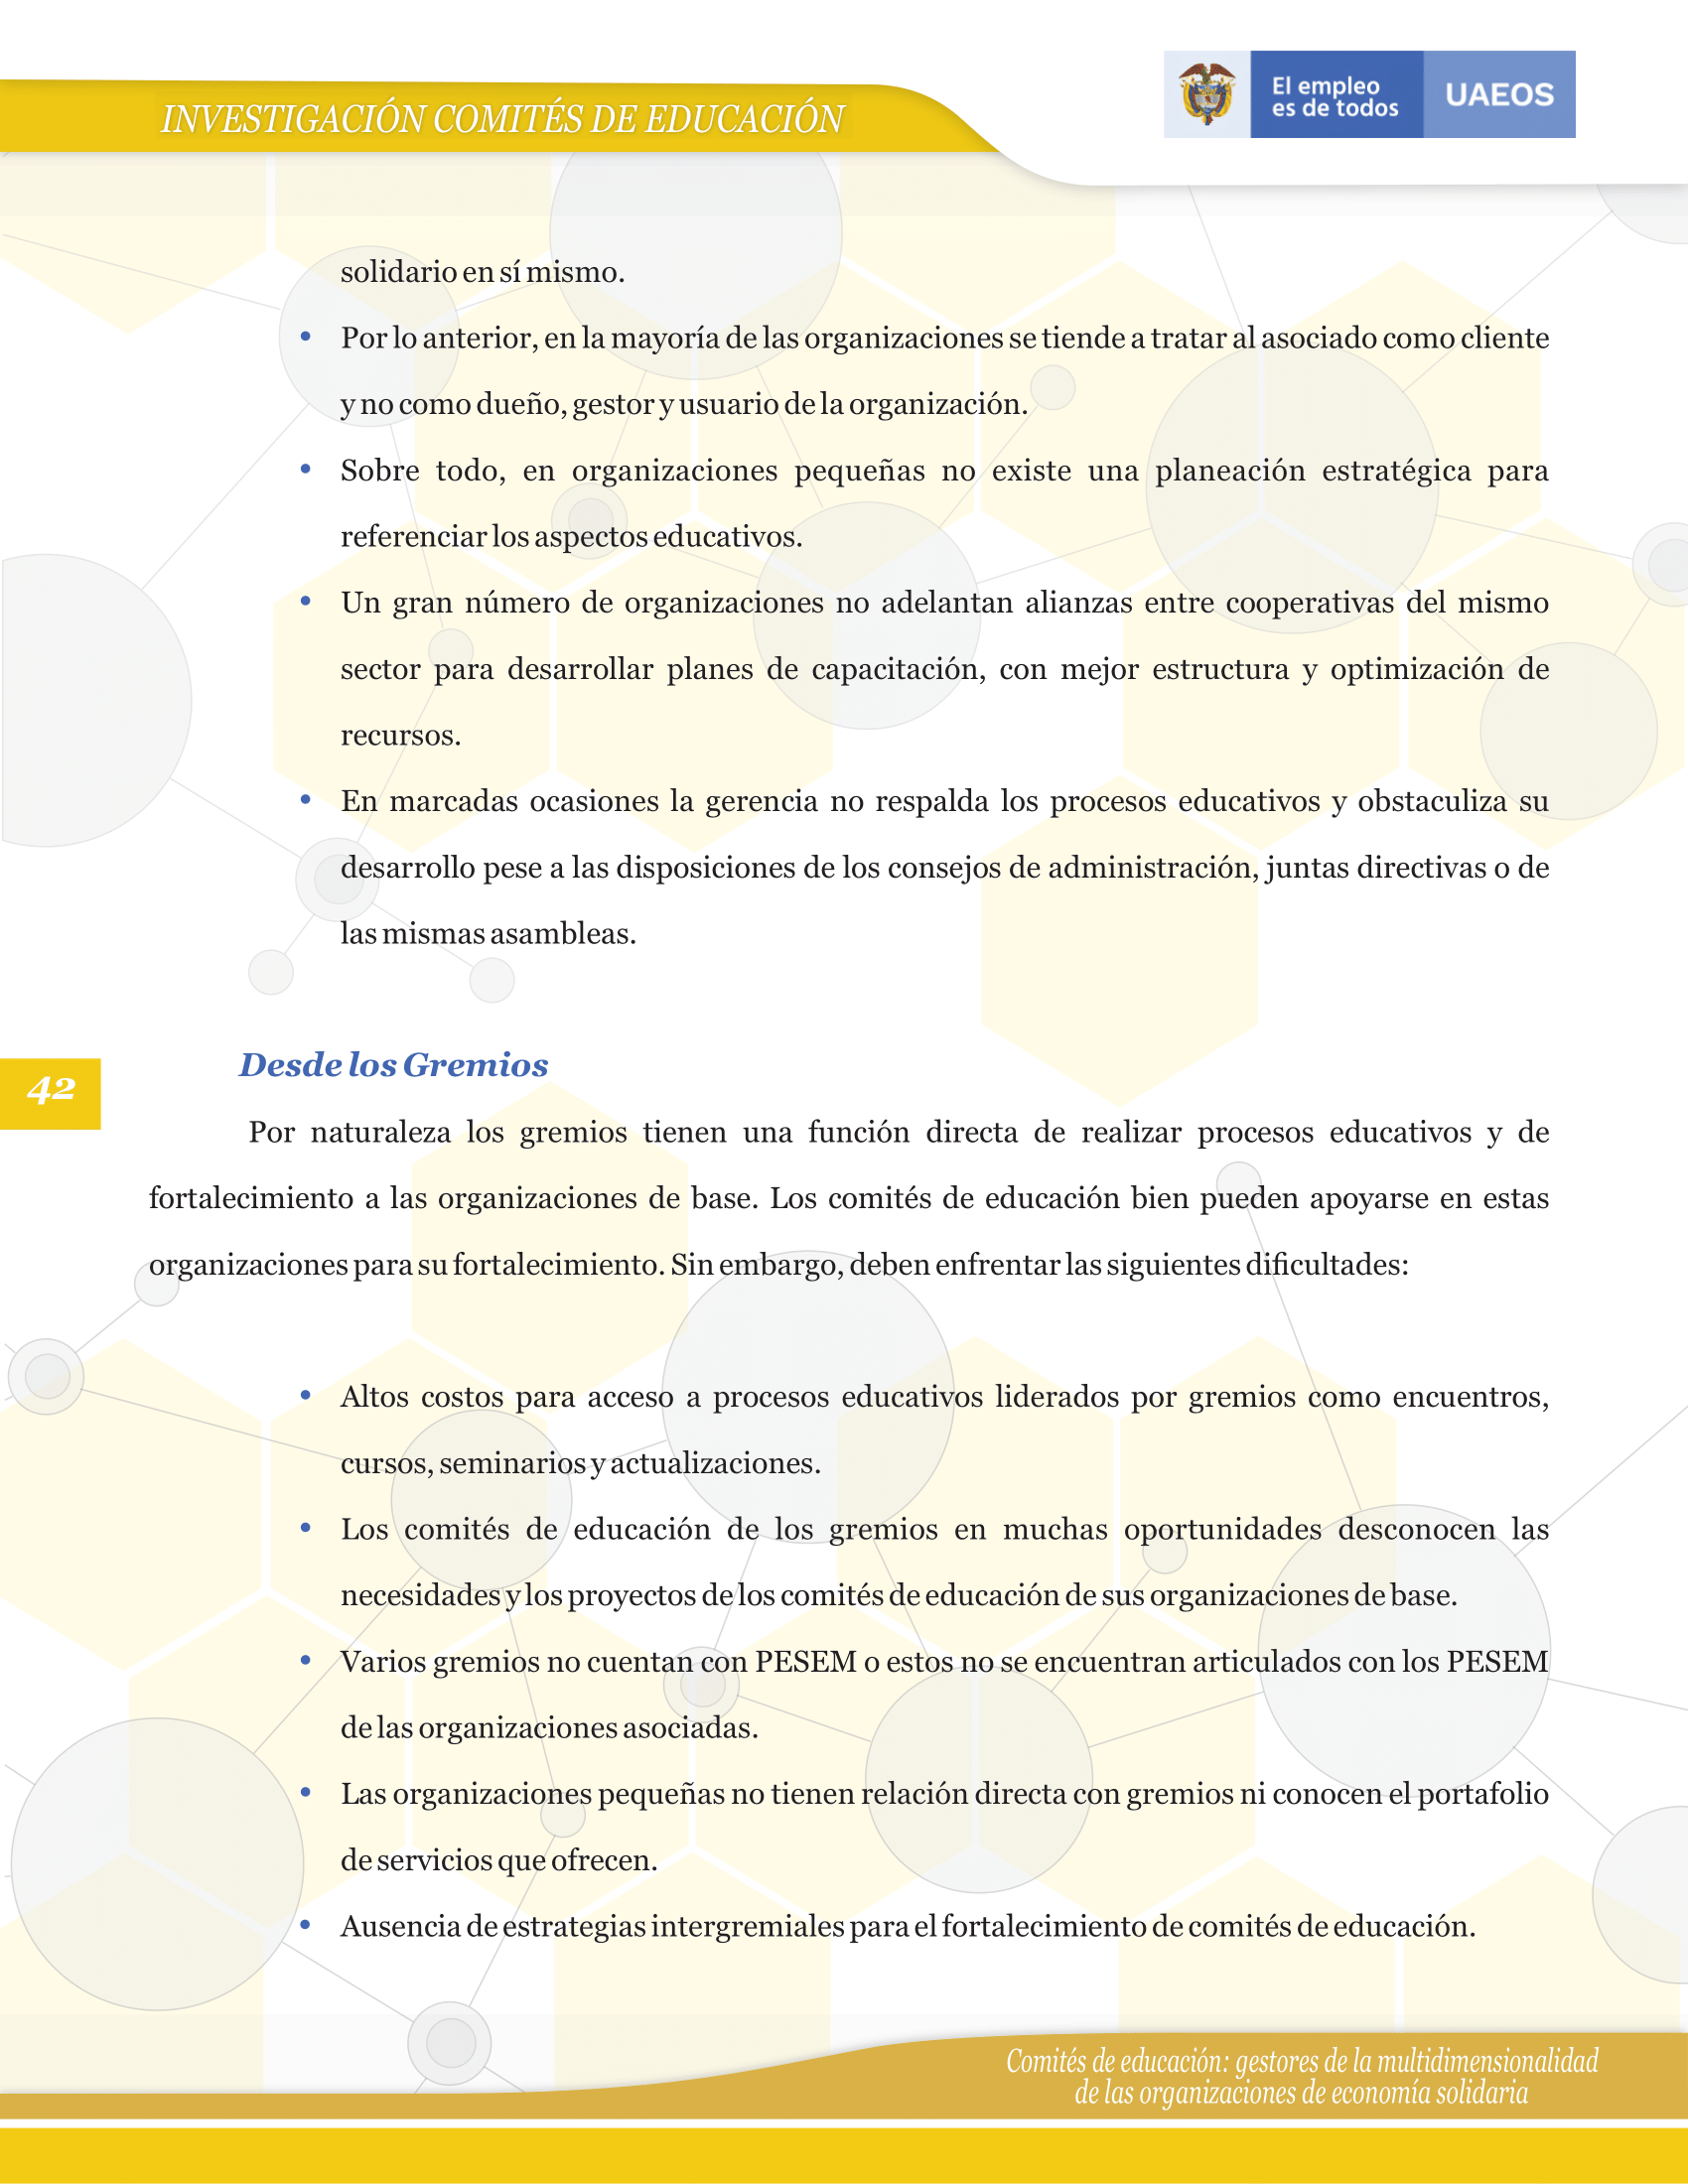 INVESTIGACIÓN COMITÉS DE EDUCACIÓN
El empleo
es de todos
UAEOS
solidario en sí mismo.
• Por lo anterior, en la mayoría de las organizaciones se tiende a tratar al asociado como cliente
y no como dueño, gestor y usuario de la organización.
• Sobre todo, en organizaciones pequeñas no existe una planeación estratégica para
referenciar los aspectos educativos.
• Un gran número de organizaciones no adelantan alianzas entre cooperativas del mismo
sector para desarrollar planes de capacitación, con mejor estructura y optimización de
recursos.
• En marcadas ocasiones la gerencia no respalda los procesos educativos y obstaculiza su
desarrollo pese a las disposiciones de los consejos de administración, juntas directivas o de
las mismas asambleas.
Desde los Gremios
42
Por naturaleza los gremios tienen una función directa de realizar procesos educativos y de
fortalecimiento a las organizaciones de base. Los comités de educación bien pueden apoyarse en estas
organizaciones para su fortalecimiento. Sin embargo, deben enfrentar las siguientes dificultades:
• Altos costos para acceso a procesos educativos liderados por gremios como encuentros,
cursos, seminarios y actualizaciones.
• Los comités de educación de los gremios en muchas oportunidades desconocen las
necesidades y los proyectos de los comités de educación de sus organizaciones de base.
• Varios gremios no cuentan con PESEM o estos no se encuentran articulados con los PESEM
de las organizaciones asociadas.
• Las organizaciones pequeñas no tienen relación directa con gremios ni conocen el portafolio
de servicios que ofrecen.
• Ausencia de estrategias intergremiales para el fortalecimiento de comités de educación.
Comités de educación: gestores de la multidimensionalidad
de las organizaciones de economía solidaria